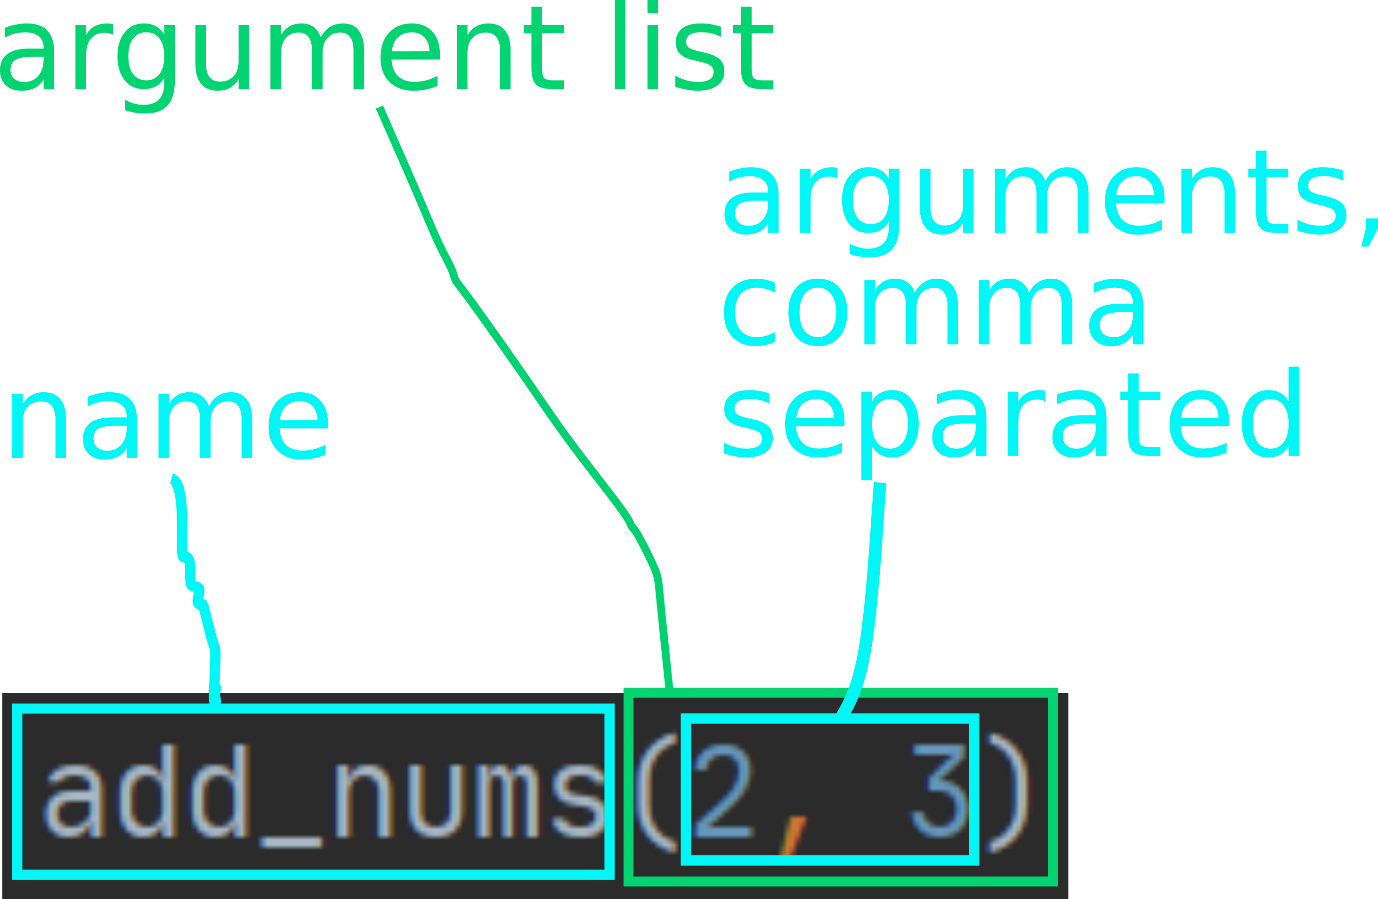 argument list
arguments,
comma
separated
name
add_nums(2, 3)